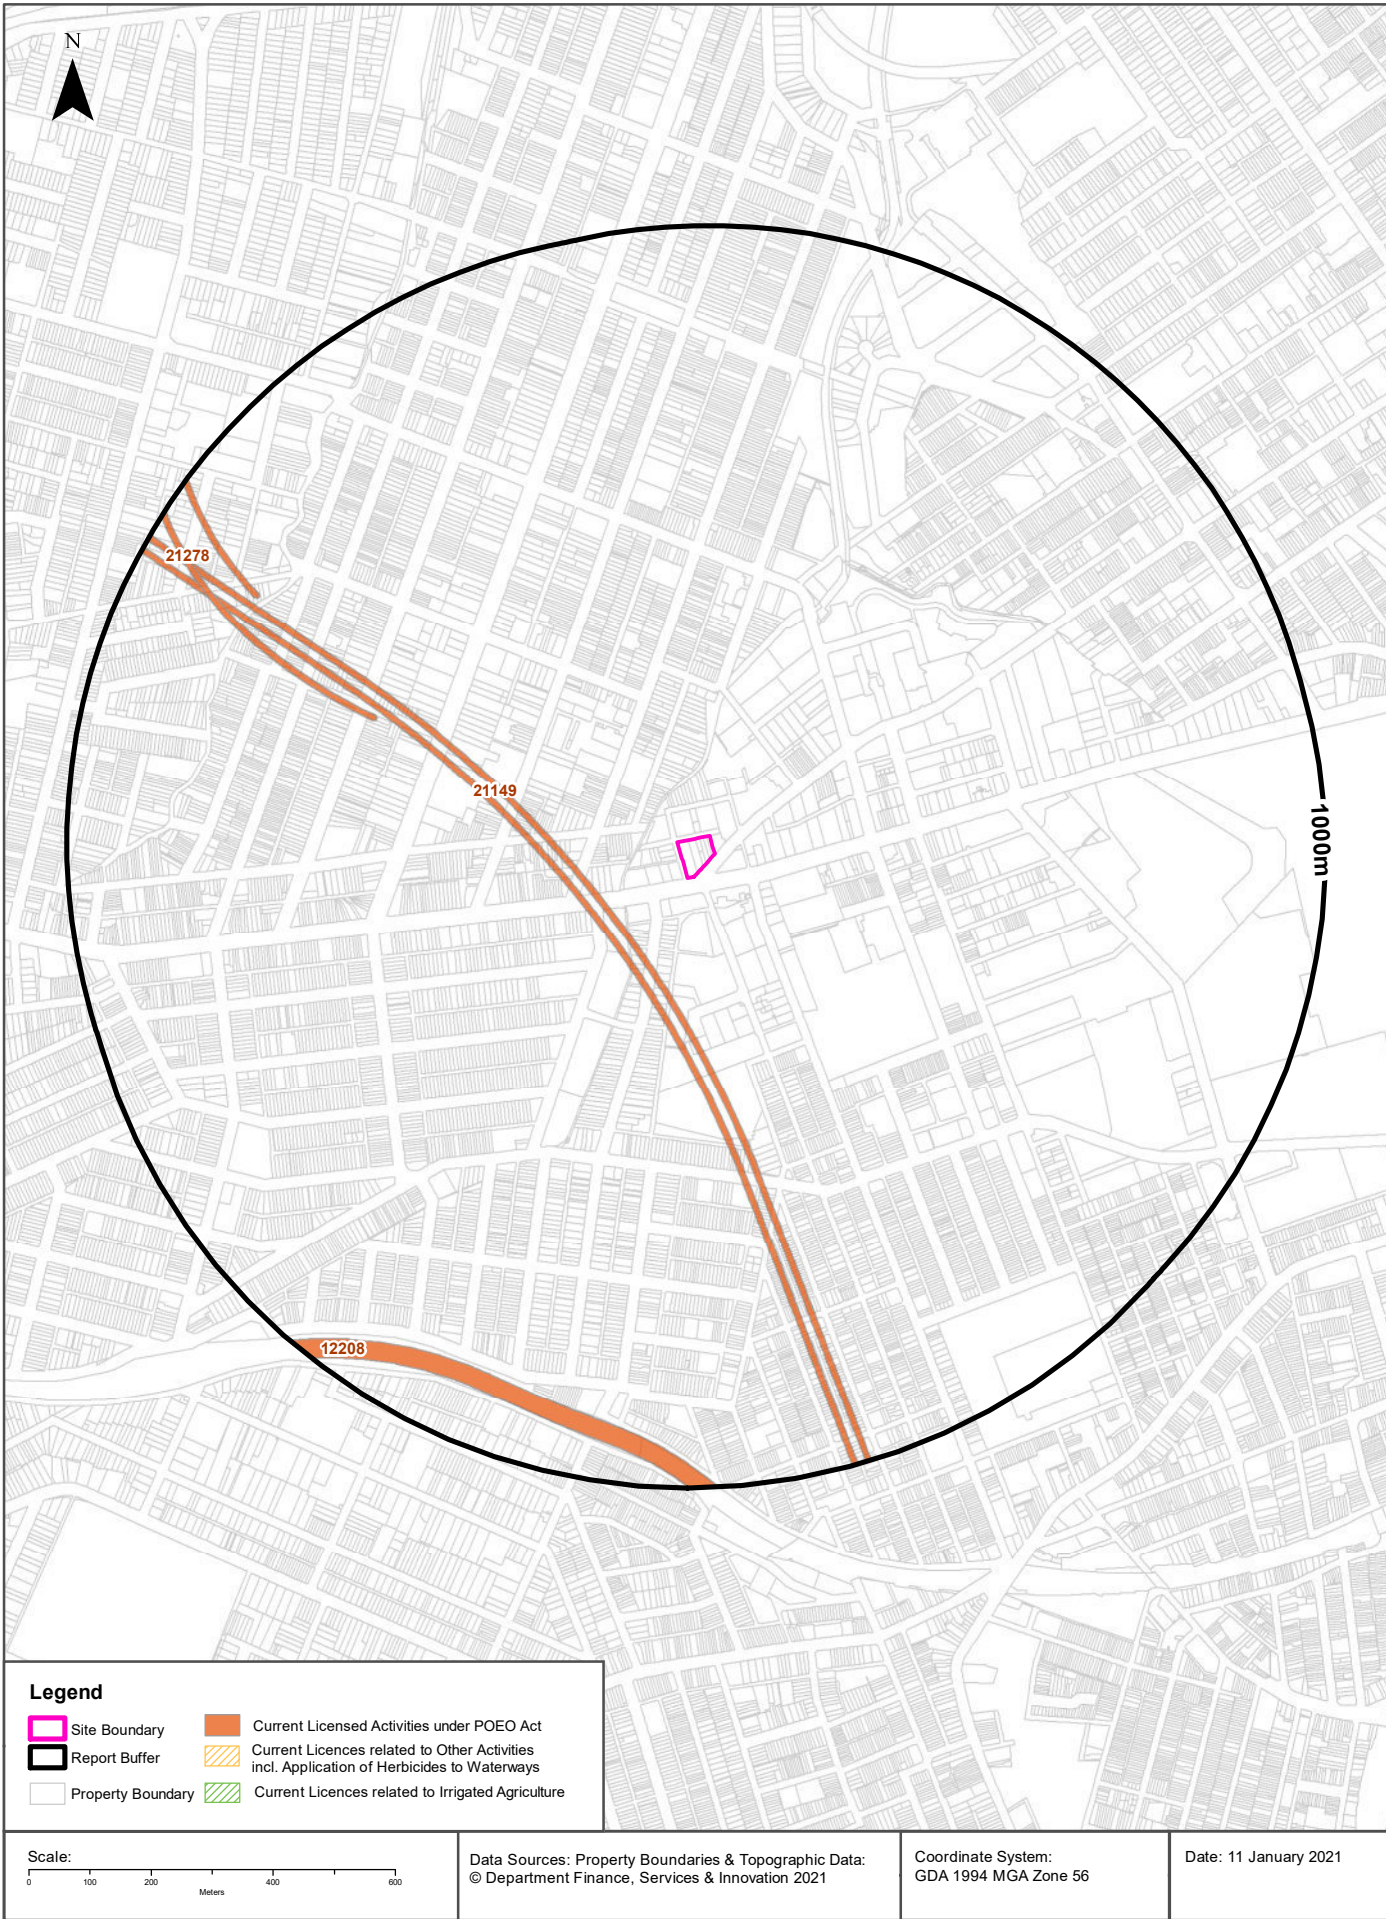 N
21278
21149
1000m
12208
Legend
Site Boundary
Report Buffer
Property Boundary
Current Licensed Activities under POEO Act
Current Licences related to Other Activities
incl. Application of Herbicides to Waterways
Current Licences related to Irrigated Agriculture
Scale:
0 100 200 400 600
Meters
Data Sources: Property Boundaries & Topographic Data:
© Department Finance, Services & Innovation 2021
Coordinate System:
GDA 1994 MGA Zone 56
Date: 11 January 2021